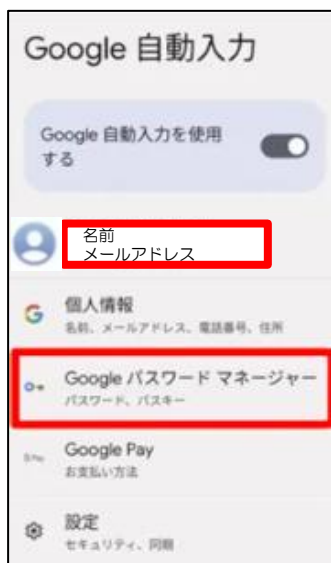 Google 自動入力
Google 自動入力を使用
する
名前
メールアドレス
個人情報
名前、メールアドレス、電話番号、住所
Google パスワード マネージャー
パスワード、パスキー
Google Pay
お支払い方法
設定
セキュリティ、同期